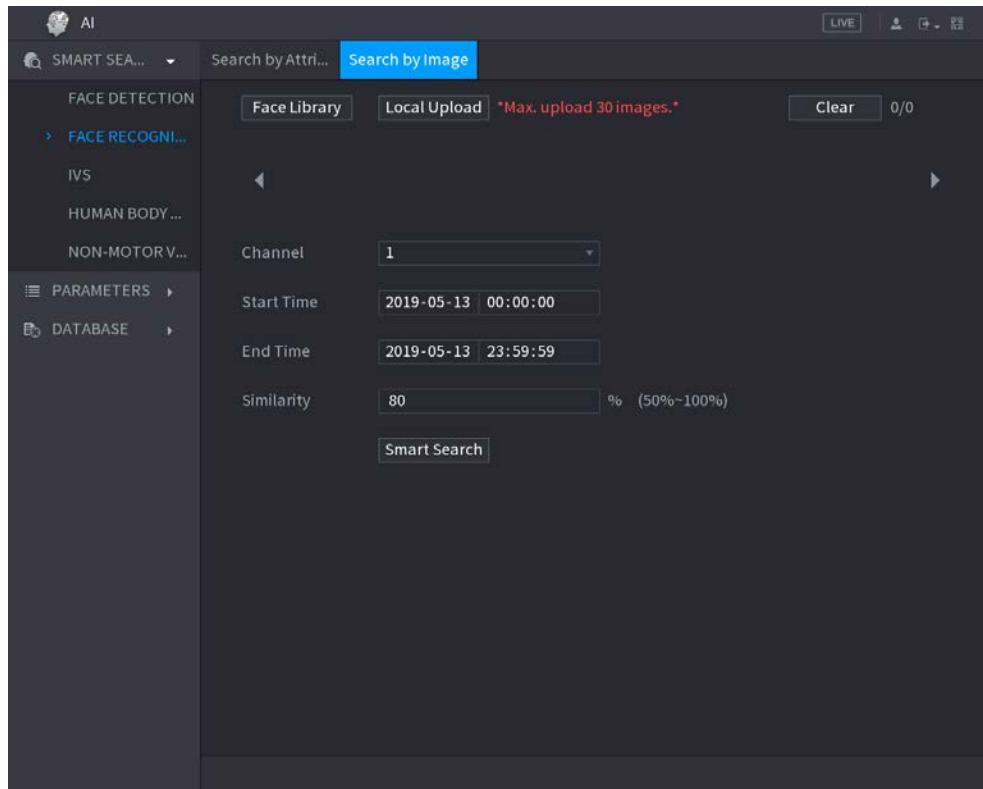 AI
LIVE
SMART SEA...
Search by Attri... Search by Image
FACE DETECTION
Face Library Local Upload *Max. upload 30 images.* Clear 0/0
FACE RECOGNI...
IVS
HUMAN BODY ...
NON-MOTOR V...
Channel 1
PARAMETERS
Start Time 2019-05-13 00:00:00
DATABASE
End Time 2019-05-13 23:59:59
Similarity 80 % (50%~100%)
Smart Search